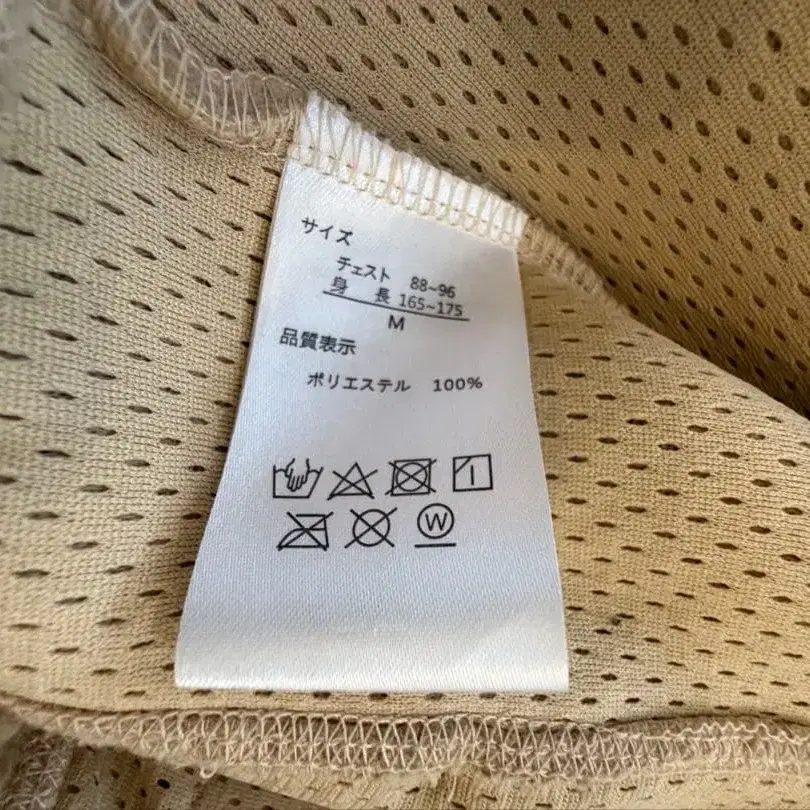 サイズ
チェスト 88~96
身 長 165~175
M
品質表示
ポリエステル 100%
W